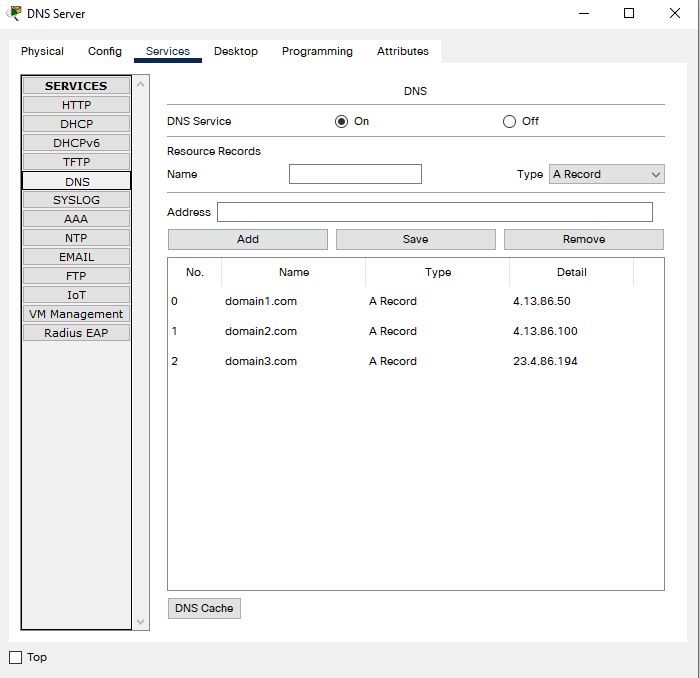 DNS Server
Physical Config Services Desktop Programming Attributes
SERVICES
HTTP
DHCP
DHCPv6
TFTP
DNS
SYSLOG
AAA
NTP
EMAIL
FTP
IoT
VM Management
Radius EAP
DNS
DNS Service On Off
Resource Records
Name Type A Record
Address
Add Save Remove
No. Name Type Detail
0 domain1.com A Record 4.13.86.50
1 domain2.com A Record 4.13.86.100
2 domain3.com A Record 23.4.86.194
DNS Cache
Top